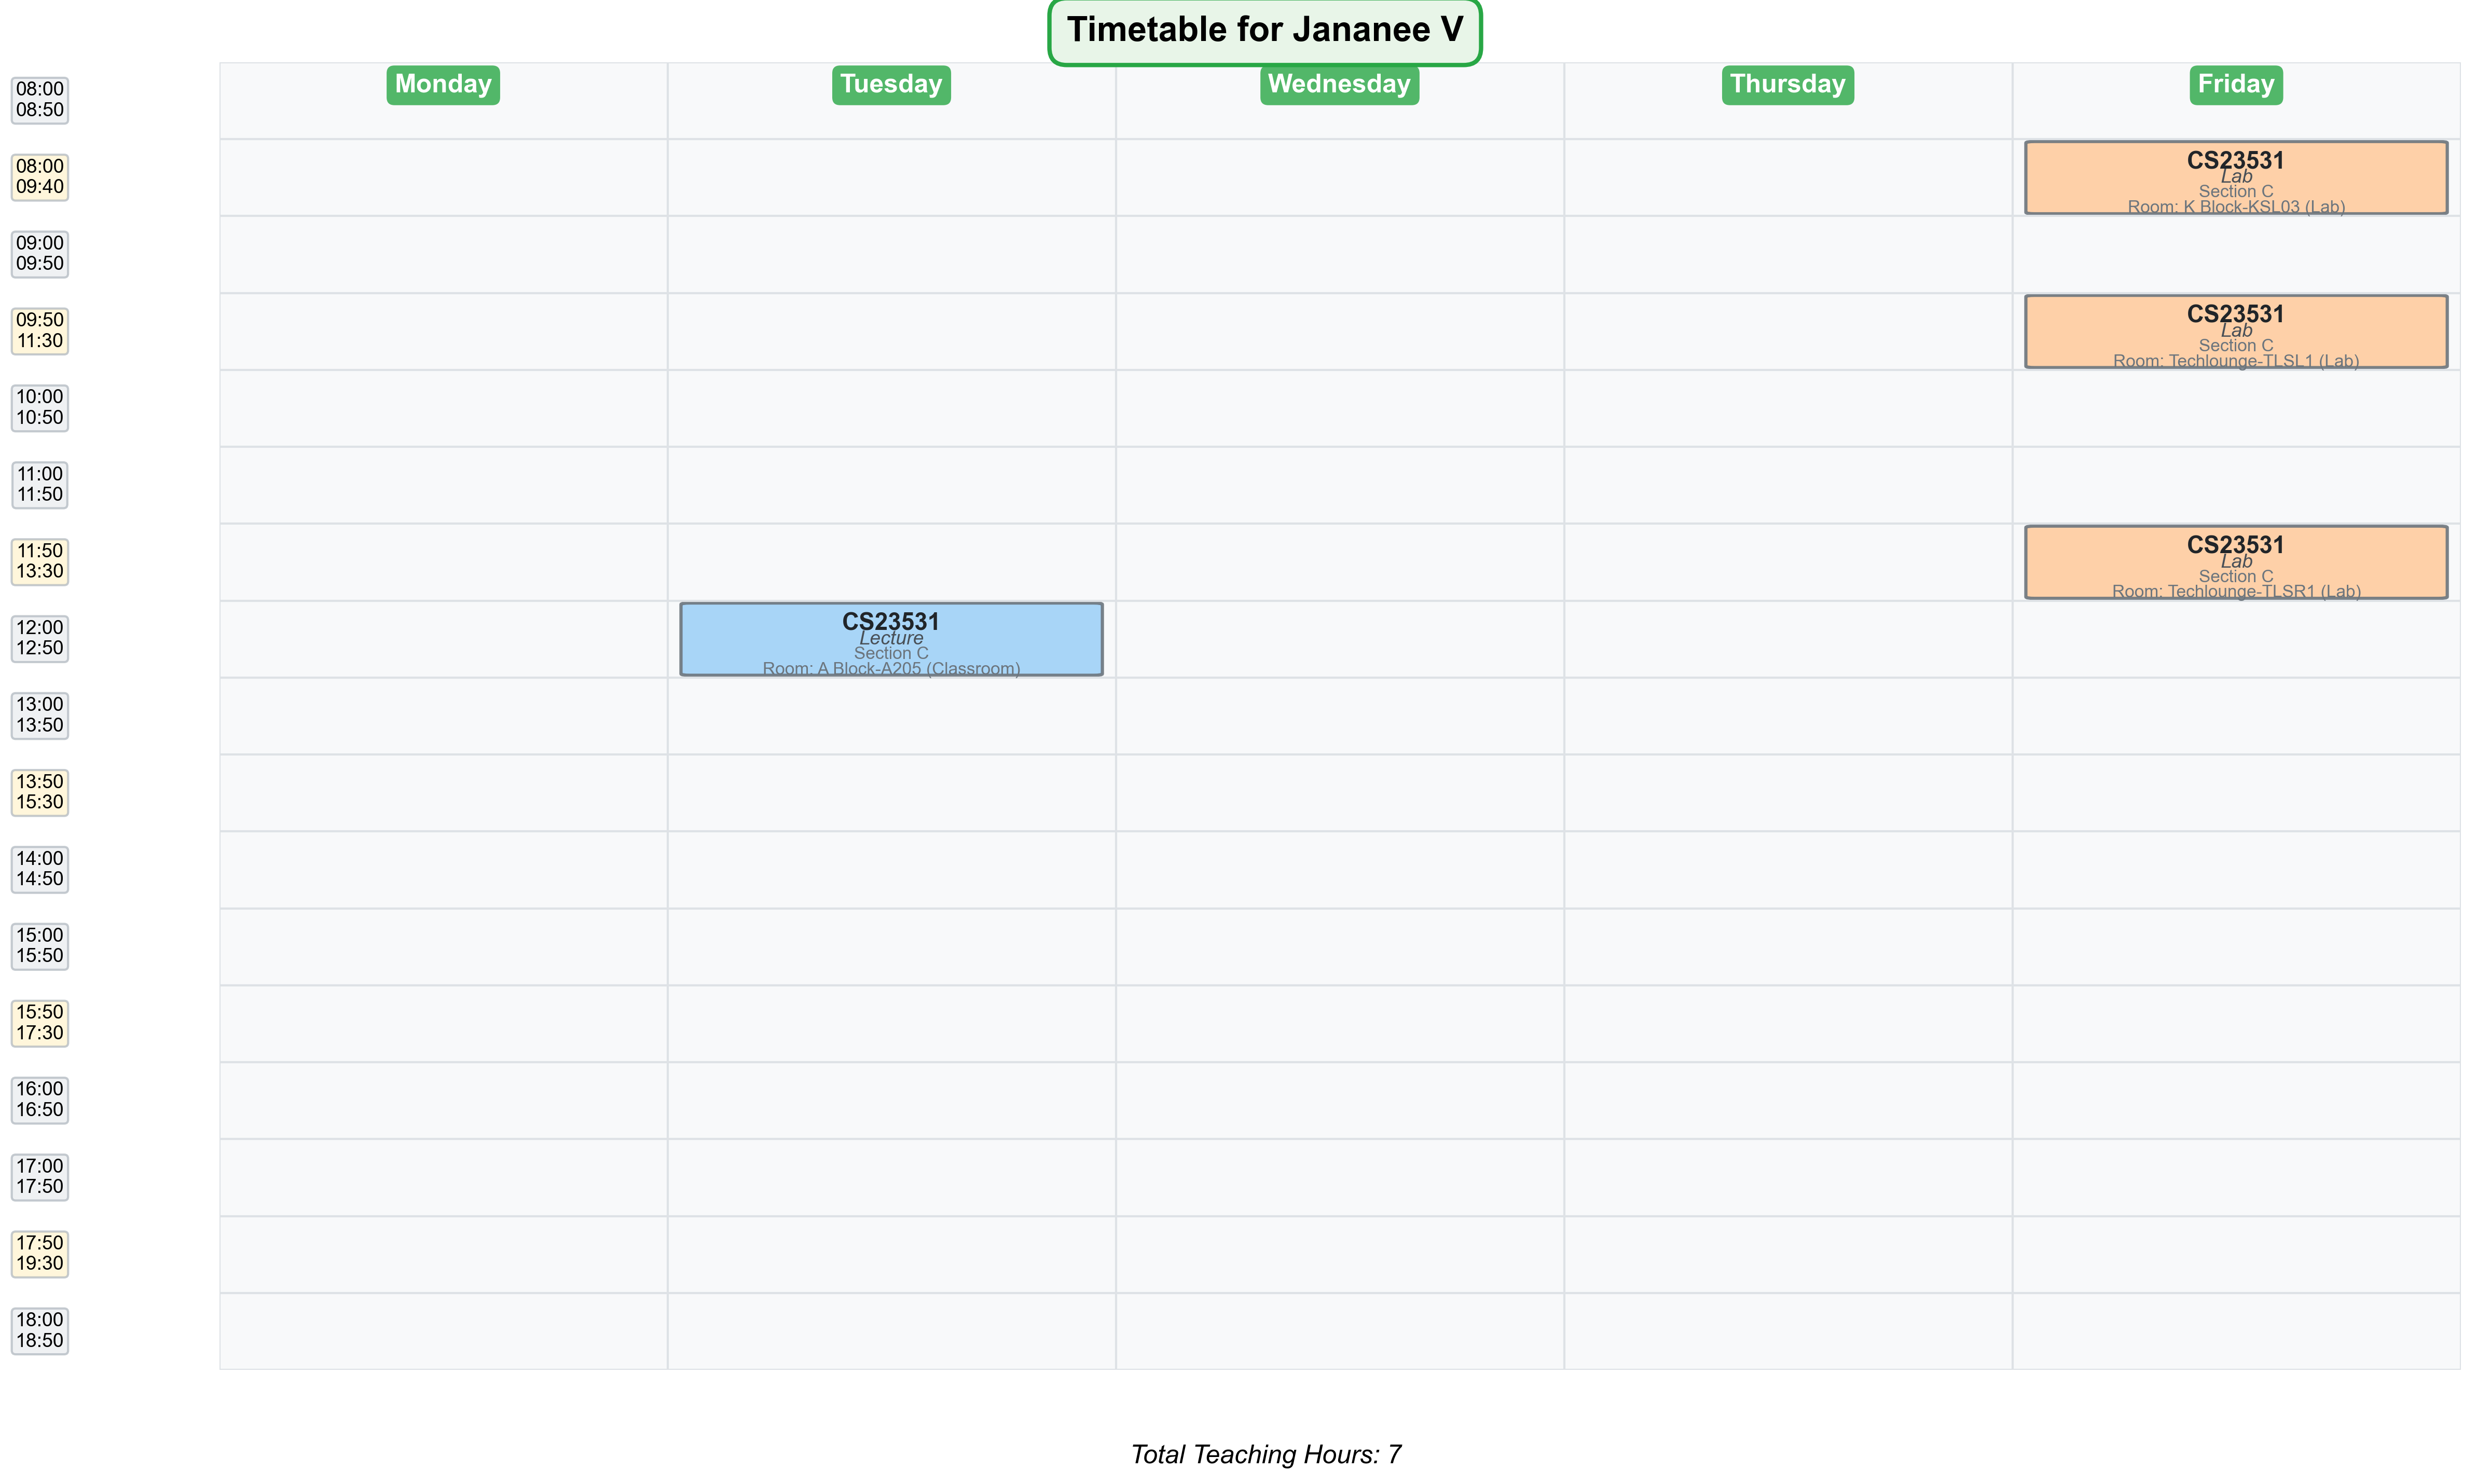 Timetable for Jananee V
Monday Tuesday Wednesday Thursday Friday
08:00
08:50
08:00
09:40
CS23531
Lab
Section C
Room: K Block-KSL03 (Lab)
09:00
09:50
09:50
11:30
CS23531
Lab
Section C
Room: Techlounge-TLSL1 (Lab)
10:00
10:50
11:00
11:50
11:50
13:30
CS23531
Lab
Section C
Room: Techlounge-TLSR1 (Lab)
12:00
12:50
CS23531
Lecture
Section C
Room: A Block-A205 (Classroom)
13:00
13:50
13:50
15:30
14:00
14:50
15:00
15:50
15:50
17:30
16:00
16:50
17:00
17:50
17:50
19:30
18:00
18:50
Total Teaching Hours: 7